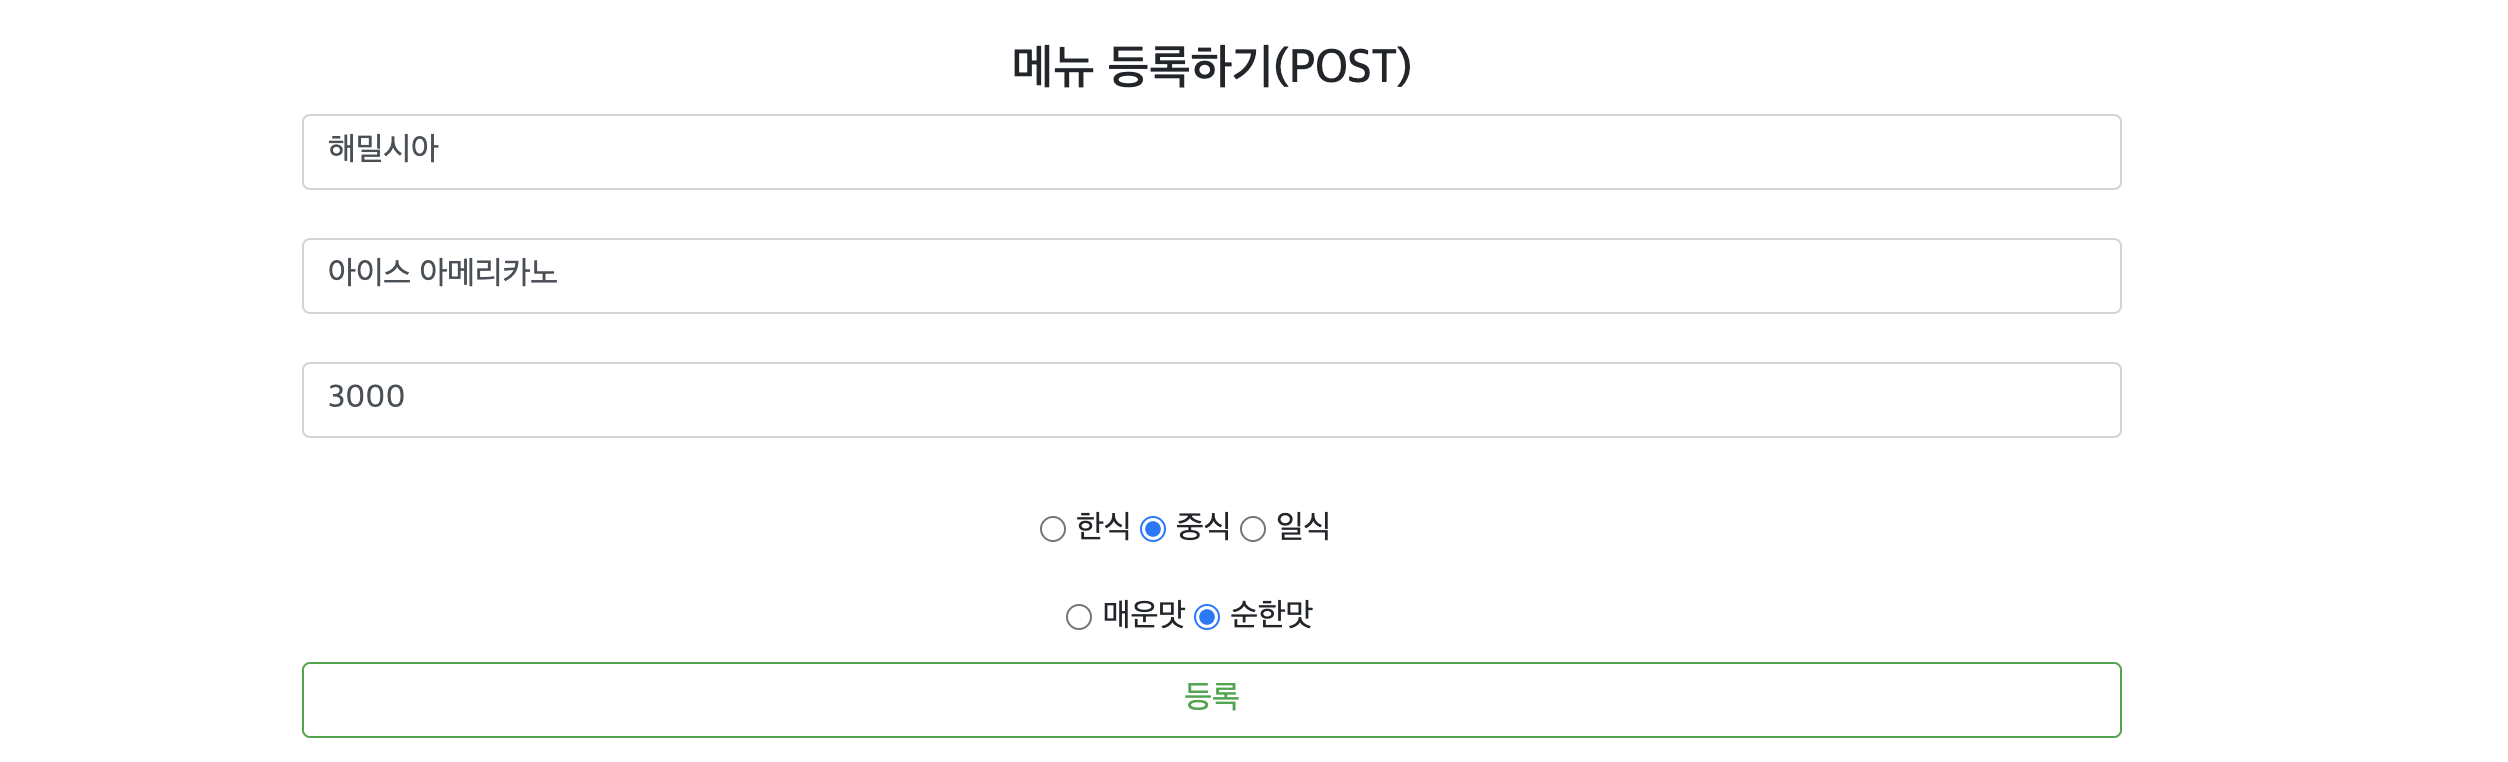 메뉴 등록하기(POST)
해밀시아
아이스 아메리카노
3000
한식 중식 일식
매운맛 순한맛
등록